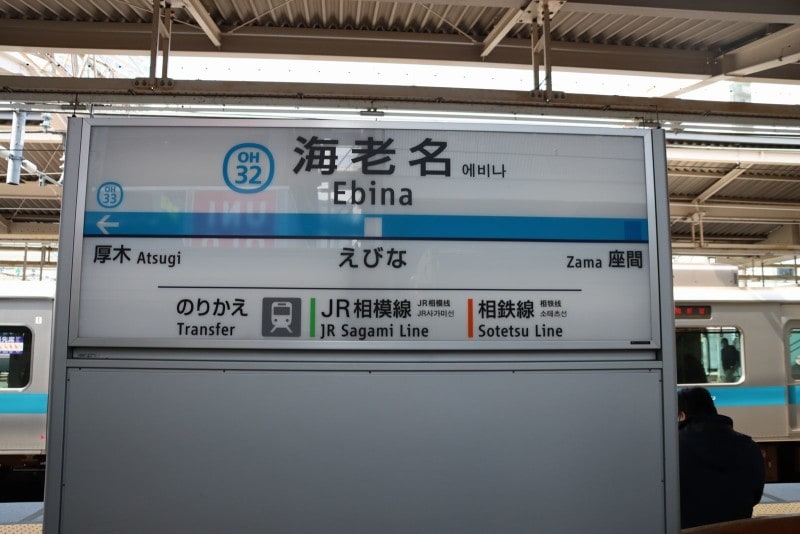 OH 32 海老名 에비나
Ebina
OH 33
←
厚木 Atsugi えびな Zama 座間
のりかえ JR相模線 JR相模线 JR사가미선 相鉄線 相铁线 소테츠선
Transfer JR Sagami Line Sotetsu Line